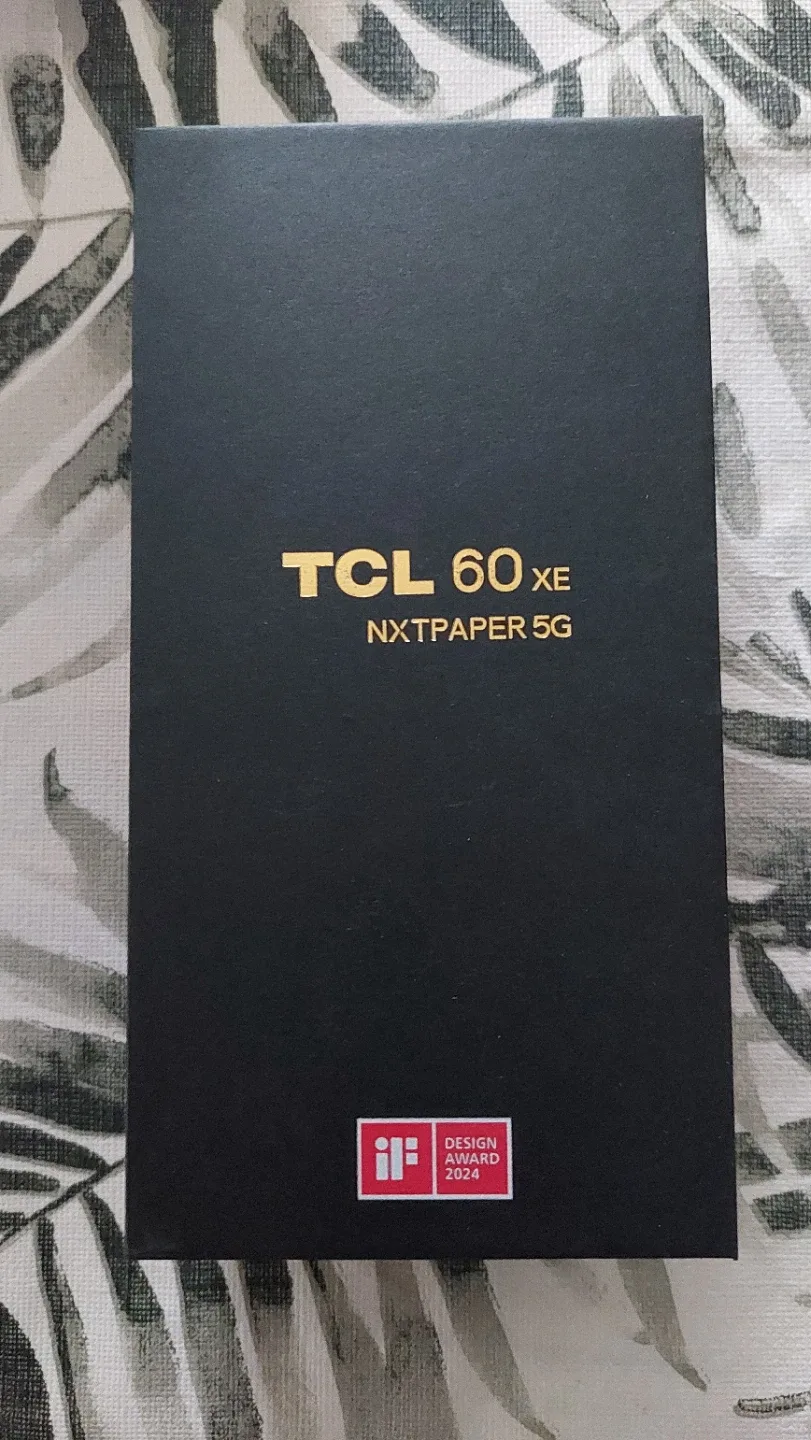 TCL 60 XE
NXTPAPER 5G
iF
DESIGN
AWARD
2024